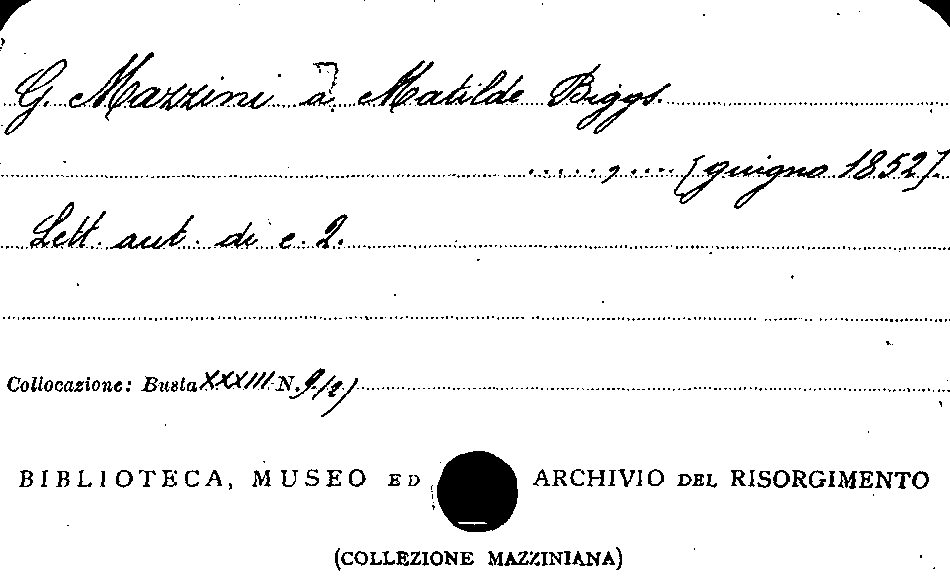 G. Mazzini a Matilde Biggs.
....., .... [giugno 1852].
Lett. aut. di c. 2.
Collocazione: Busta XXXIII N. 9/2)
BIBLIOTECA, MUSEO ED ARCHIVIO DEL RISORGIMENTO
(COLLEZIONE MAZZINIANA)